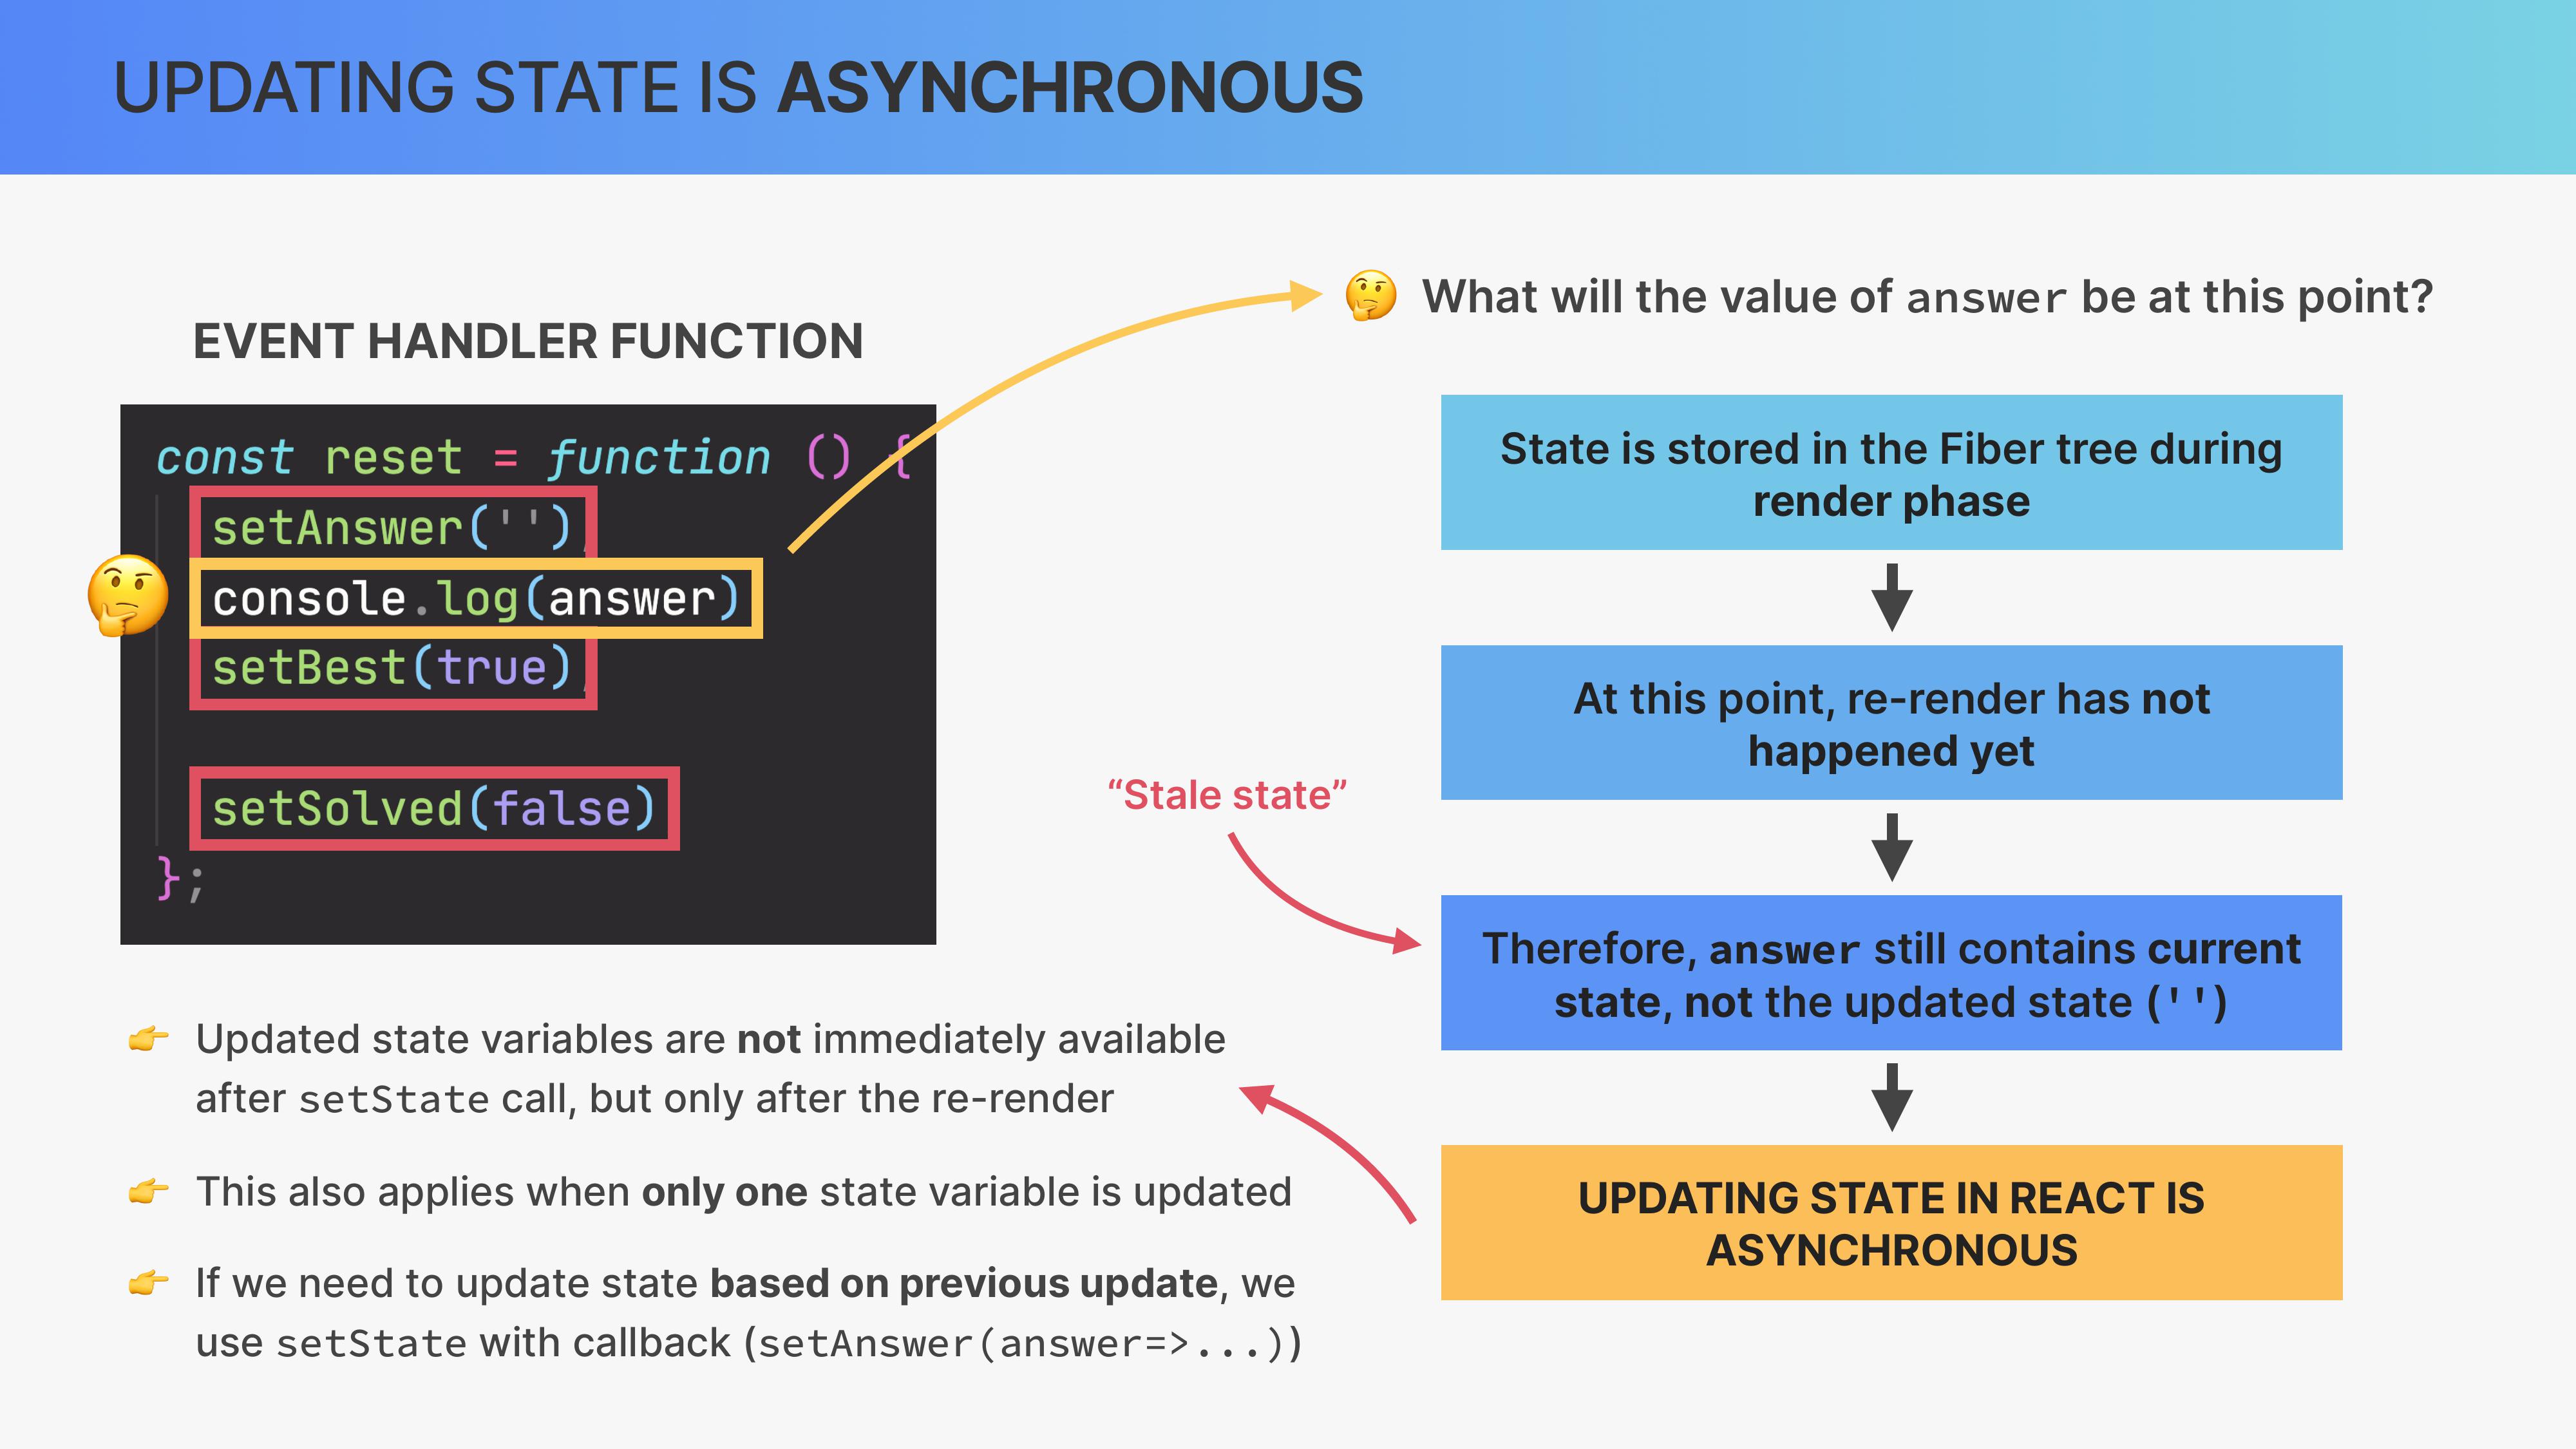 UPDATING STATE IS ASYNCHRONOUS
EVENT HANDLER FUNCTION
const reset = function () {
setAnswer('');
console.log(answer)
setBest(true);
setSolved(false)
};
👉 Updated state variables are not immediately available
after setState call, but only after the re-render
👉 This also applies when only one state variable is updated
👉 If we need to update state based on previous update, we
use setState with callback (setAnswer(answer=>...))
🤔 What will the value of answer be at this point?
State is stored in the Fiber tree during
render phase
At this point, re-render has not
happened yet
“Stale state”
Therefore, answer still contains current
state, not the updated state ('')
UPDATING STATE IN REACT IS
ASYNCHRONOUS